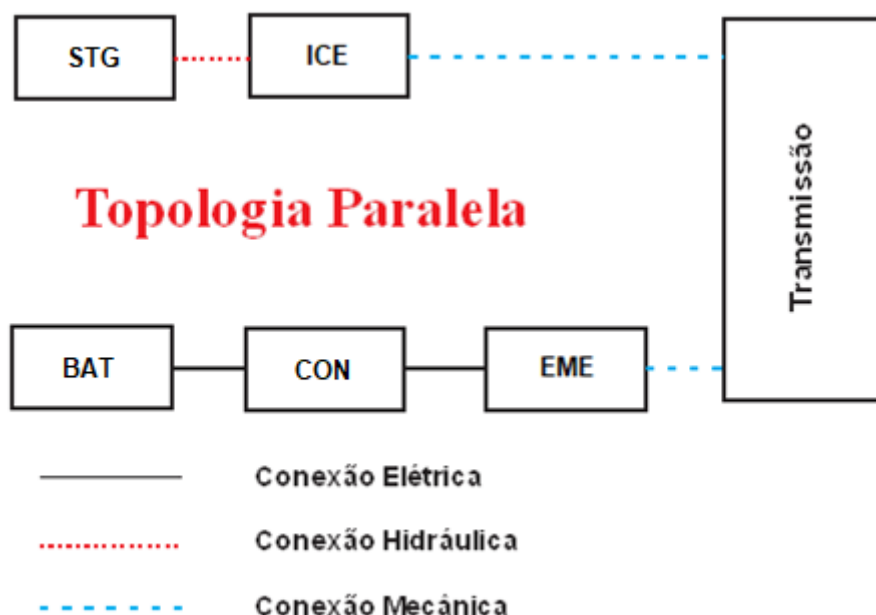 STG
ICE
Transmissão
Topologia Paralela
BAT
CON
EME
Conexão Elétrica
Conexão Hidráulica
Conexão Mecânica